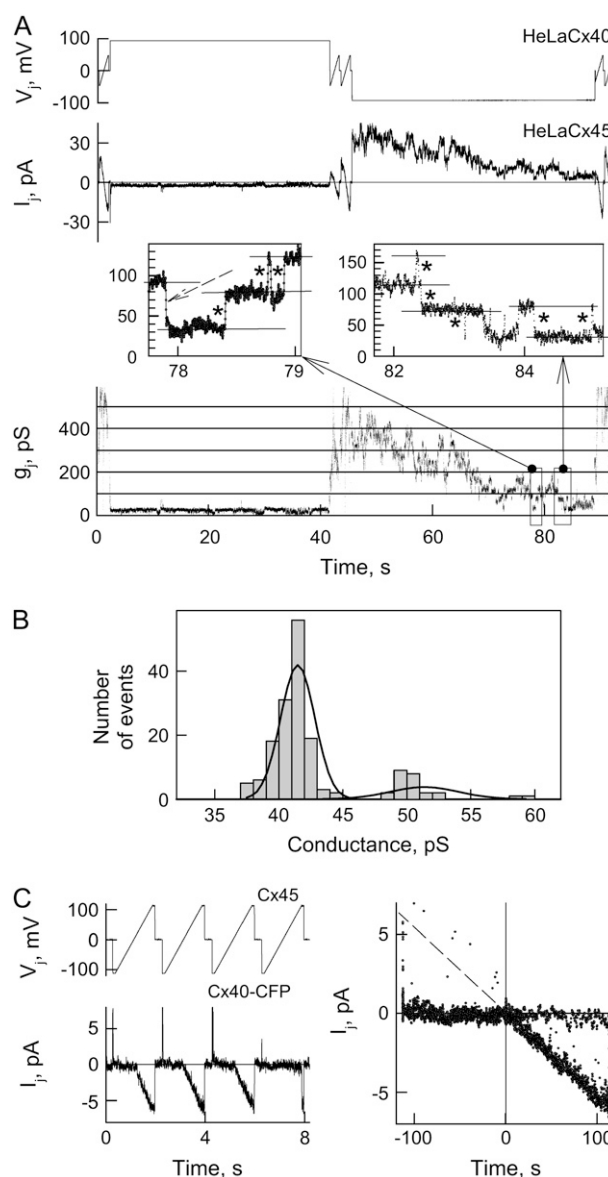 A
HeLaCx40
V_j, mV
100
0
-100
HeLaCx45
I_j, pA
30
0
-30
100
50
0
* * *
78 79
150
100
50
0
* * * * *
82 84
g_j, pS
400
200
0
0 20 40 60 80
Time, s
B
Number
of events
40
20
0
35 40 45 50 55 60
Conductance, pS
C
Cx45
V_j, mV
100
0
-100
Cx40-CFP
I_j, pA
5
0
-5
0 4 8
Time, s
I_j, pA
5
0
-5
-100 0 100
Time, s